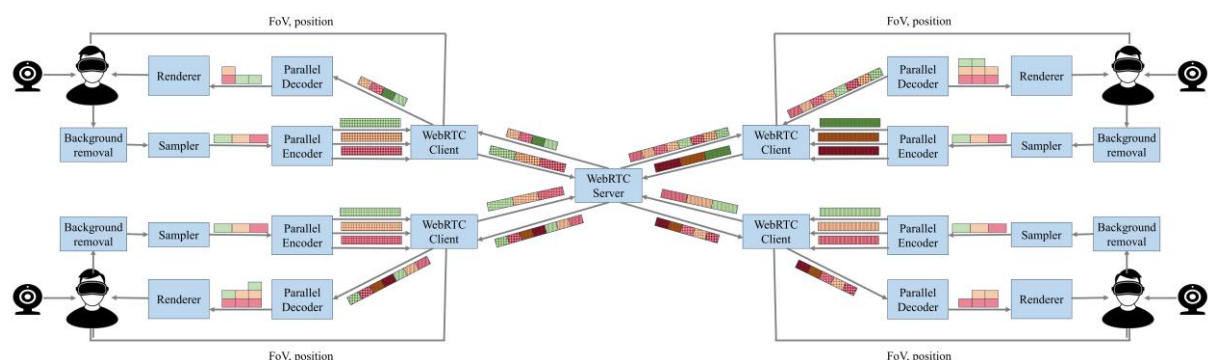 FoV, position
FoV, position
Renderer
Parallel
Decoder
Parallel
Decoder
Renderer
Background
removal
Sampler
Parallel
Encoder
WebRTC
Client
WebRTC
Client
Parallel
Encoder
Sampler
Background
removal
WebRTC
Server
Background
removal
Sampler
Parallel
Encoder
WebRTC
Client
WebRTC
Client
Parallel
Encoder
Sampler
Background
removal
Renderer
Parallel
Decoder
Parallel
Decoder
Renderer
FoV, position
FoV, position